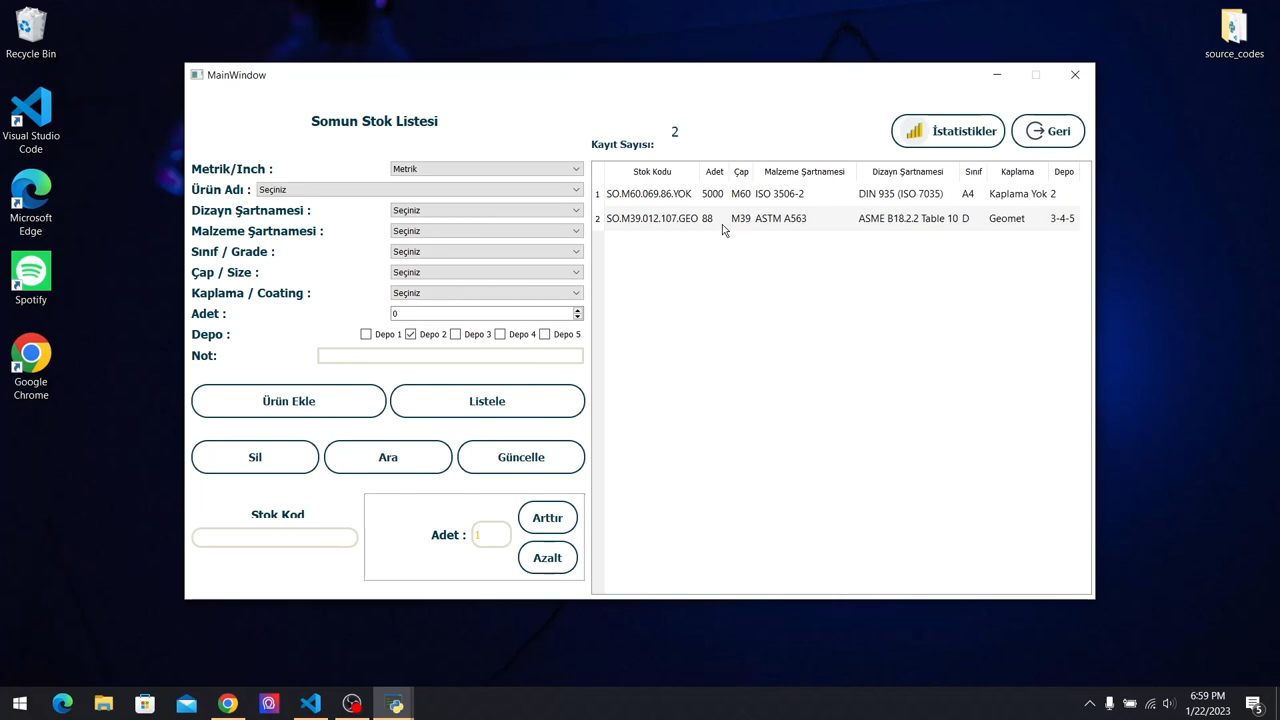 Recycle Bin
Visual Studio
Code
Microsoft
Edge
Spotify
Google
Chrome
source_codes
MainWindow
Somun Stok Listesi
Metrik/Inch :
Metrik
Ürün Adı :
Seçiniz
Dizayn Şartnamesi :
Seçiniz
Malzeme Şartnamesi :
Seçiniz
Sınıf / Grade :
Seçiniz
Çap / Size :
Seçiniz
Kaplama / Coating :
Seçiniz
Adet :
0
Depo :
Depo 1 Depo 2 Depo 3 Depo 4 Depo 5
Not:
Ürün Ekle
Listele
Sil
Ara
Güncelle
Stok Kod
Adet :
1
Arttır
Azalt
2
Kayıt Sayısı:
İstatistikler
Geri
Stok Kodu Adet Çap Malzeme Şartnamesi Dizayn Şartnamesi Sınıf Kaplama Depo
1 SO.M60.069.86.YOK 5000 M60 ISO 3506-2 DIN 935 (ISO 7035) A4 Kaplama Yok 2
2 SO.M39.012.107.GEO 88 M39 ASTM A563 ASME B18.2.2 Table 10 D Geomet 3-4-5
6:59 PM
1/22/2023
5